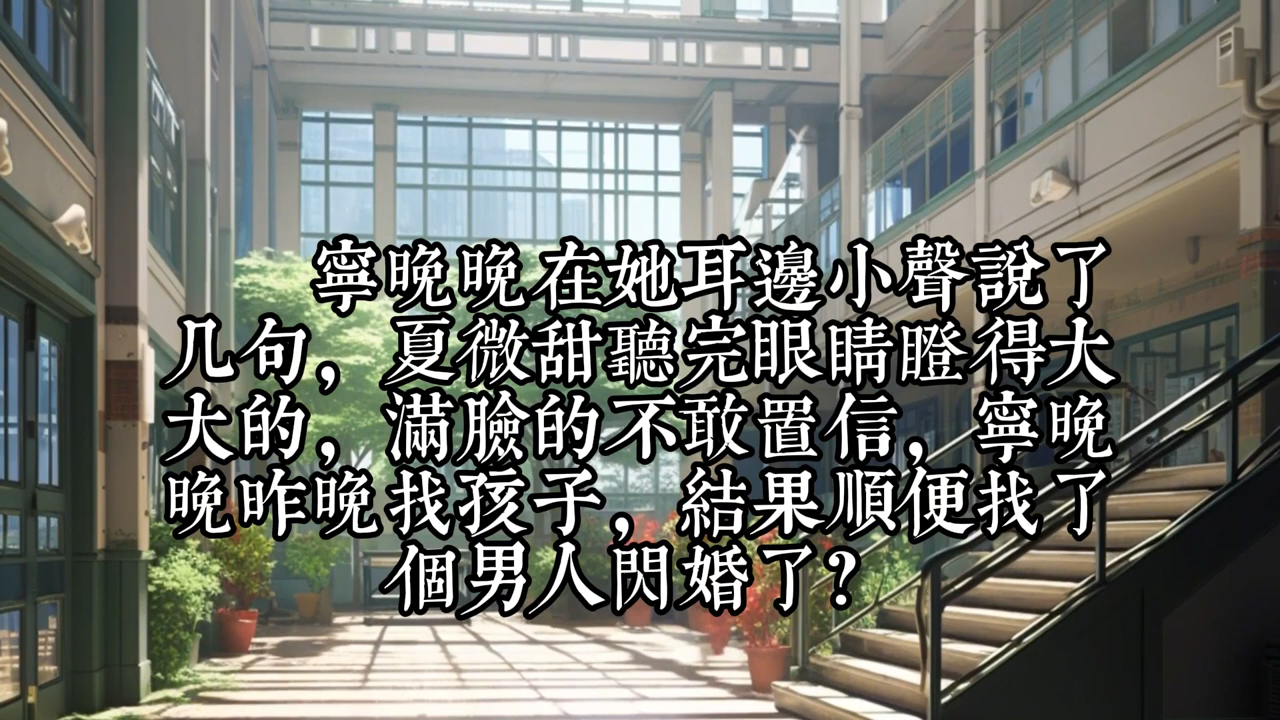 寧晚晚在她耳邊小聲說了
几句，夏微甜聽完眼睛瞪得大
大的，滿臉的不敢置信，寧晚
晚昨晚找孩子，結果順便找了
個男人閃婚了？